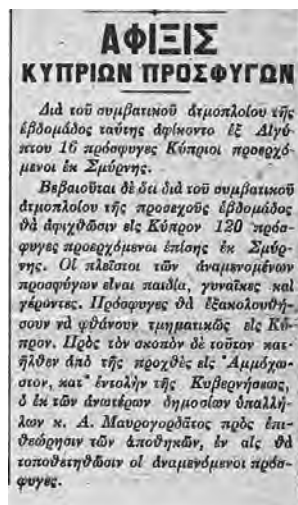 ΑΦΙΞΙΣ
ΚΥΠΡΙΩΝ ΠΡΟΣΦΥΓΩΝ
Διὰ τοῦ συμβατικοῦ ἀτμοπλοίου τῆς
ἑβδομάδος ταύτης ἀφίκοντο ἐξ Αἰγύ-
πτου 16 πρόσφυγες Κύπριοι προερχό-
μενοι ἐκ Σμύρνης.
Βεβαιοῦται δὲ ὅτι διὰ τοῦ συμβατικοῦ
ἀτμοπλοίου τῆς προσεχοῦς ἑβδομάδος
θὰ ἀφιχθῶσιν εἰς Κύπρον 120 πρόσ-
φυγες προερχόμενοι ἐπίσης ἐκ Σμύρ-
νης. Οἱ πλεῖστοι τῶν ἀναμενομένων
προσφύγων εἶναι παιδία, γυναῖκες καὶ
γέροντες. Πρόσφυγες θὰ ἐξακολουθή-
σουν νὰ φθάνουν τμηματικῶς εἰς Κύ-
προν. Πρὸς τὸν σκοπὸν δὲ τοῦτον κατ-
ῆλθεν ἀπὸ τῆς προχθὲς εἰς Ἀμμόχω-
στον, κατ' ἐντολὴν τῆς Κυβερνήσεως,
ὁ ἐκ τῶν ἀνωτέρων δημοσίων ὑπαλλή-
λων κ. Α. Μαυρογορδᾶτος πρὸς ἐπι-
θεώρησιν τῶν ἀποθηκῶν, ἐν αἷς θὰ
τοποθετηθῶσιν οἱ ἀναμενόμενοι πρόσ-
φυγες.